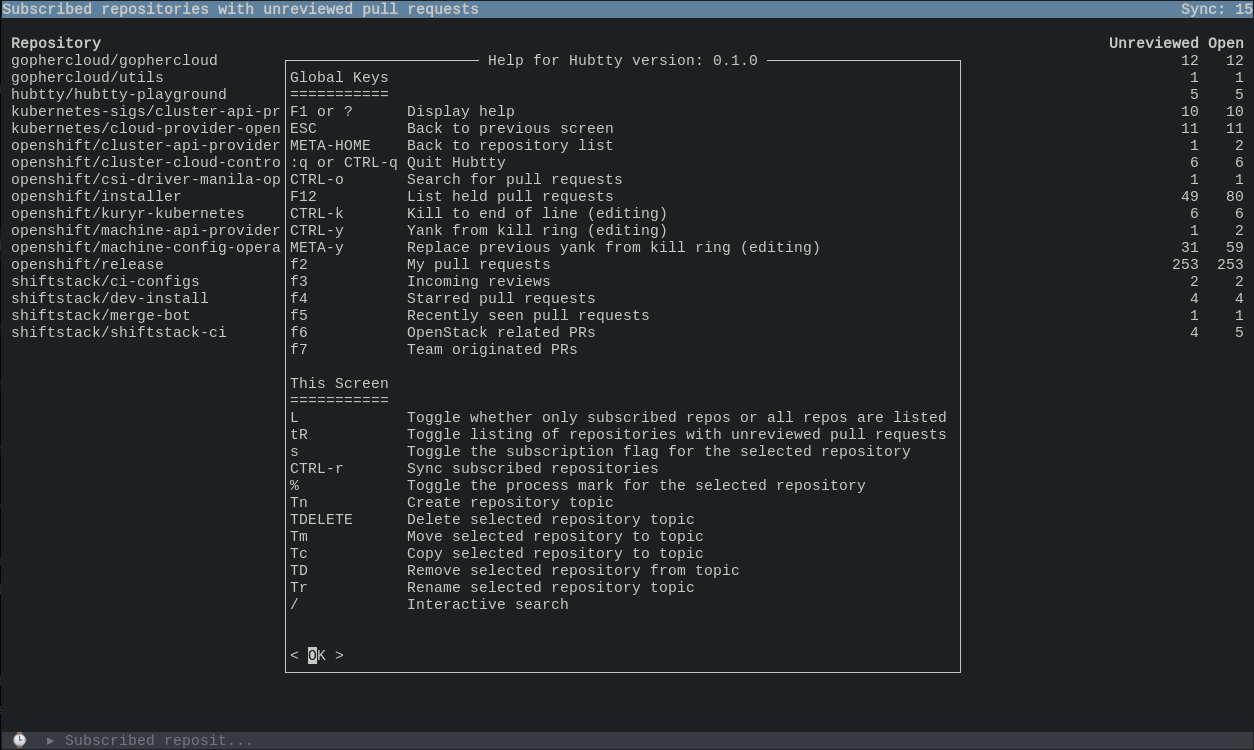 Subscribed repositories with unreviewed pull requests Sync: 15
Repository Unreviewed Open
Help for Hubtty version: 0.1.0
gophercloud/gophercloud 12 12
gophercloud/utils Global Keys 1 1
hubtty/hubtty-playground =========== 5 5
kubernetes-sigs/cluster-api-pr F1 or ? Display help 10 10
kubernetes/cloud-provider-open ESC Back to previous screen 11 11
openshift/cluster-api-provider META-HOME Back to repository list 1 2
openshift/cluster-cloud-contro :q or CTRL-q Quit Hubtty 6 6
openshift/csi-driver-manila-op CTRL-o Search for pull requests 1 1
openshift/installer F12 List held pull requests 49 80
openshift/kuryr-kubernetes CTRL-k Kill to end of line (editing) 6 6
openshift/machine-api-provider CTRL-y Yank from kill ring (editing) 1 2
openshift/machine-config-opera META-y Replace previous yank from kill ring (editing) 31 59
openshift/release f2 My pull requests 253 253
shiftstack/ci-configs f3 Incoming reviews 2 2
shiftstack/dev-install f4 Starred pull requests 4 4
shiftstack/merge-bot f5 Recently seen pull requests 1 1
shiftstack/shiftstack-ci f6 OpenStack related PRs 4 5
f7 Team originated PRs
This Screen
===========
L Toggle whether only subscribed repos or all repos are listed
tR Toggle listing of repositories with unreviewed pull requests
s Toggle the subscription flag for the selected repository
CTRL-r Sync subscribed repositories
% Toggle the process mark for the selected repository
Tn Create repository topic
TDELETE Delete selected repository topic
Tm Move selected repository to topic
Tc Copy selected repository to topic
TD Remove selected repository from topic
Tr Rename selected repository topic
/ Interactive search
< OK >
▸ Subscribed reposit...